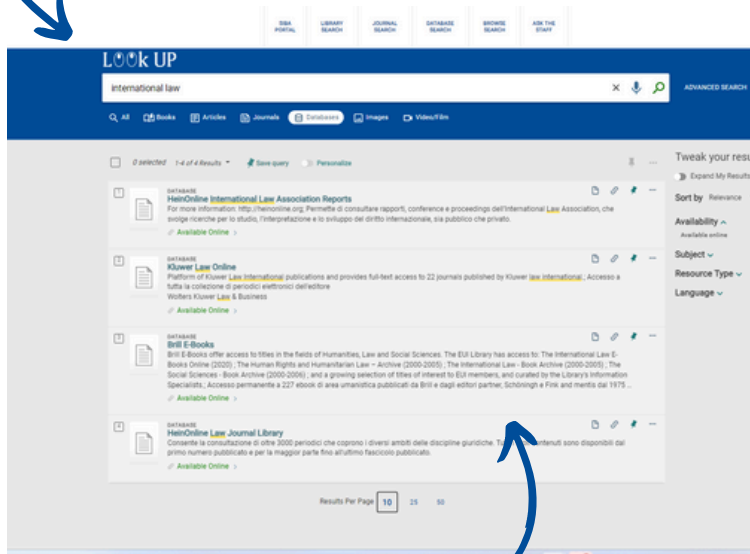 SIBA PORTAL
LIBRARY SEARCH
JOURNAL SEARCH
DATABASE SEARCH
BROWSE SEARCH
ASK THE STAFF
LOOk UP
international law
ADVANCED SEARCH
All Books Articles Journals Databases Images Video/Film
0 selected 1-4 of 4 Results Save query Personalize
Tweak your resu
Expand My Results
Sort by Relevance
Availability
Available online
Subject
Resource Type
Language
1
DATABASE
HeinOnline International Law Association Reports
For more information: http://heinonline.org; Permette di consultare rapporti, conference e proceedings dell'International Law Association, che
svolge ricerche per lo studio, l'interpretazione e lo sviluppo del diritto internazionale, sia pubblico che privato.
Available Online
2
DATABASE
Kluwer Law Online
Platform of Kluwer Law International publications and provides full-text access to 22 journals published by Kluwer law international.; Accesso a
tutta la collezione di periodici elettronici dell'editore
Wolters Kluwer Law & Business
Available Online
3
DATABASE
Brill E-Books
Brill E-Books offer access to titles in the fields of Humanities, Law and Social Sciences. The EUI Library has access to: The International Law E-
Books Online (2020) ; The Human Rights and Humanitarian Law – Archive (2000-2005) ; The International Law - Book Archive (2000-2005) ; The
Social Sciences - Book Archive (2000-2006) ; and a growing selection of titles of interest to EUI members, and curated by the Library's Information
Specialists.; Accesso permanente a 227 ebook di area umanistica pubblicati da Brill e dagli editori partner, Schöningh e Fink and mentis dal 1975 ...
Available Online
4
DATABASE
HeinOnline Law Journal Library
Consente la consultazione di oltre 3000 periodici che coprono i diversi ambiti delle discipline giuridiche. Tu ontenuti sono disponibili dal
primo numero pubblicato e per la maggior parte fino all'ultimo fascicolo pubblicato.
Available Online
Results Per Page 10 25 50